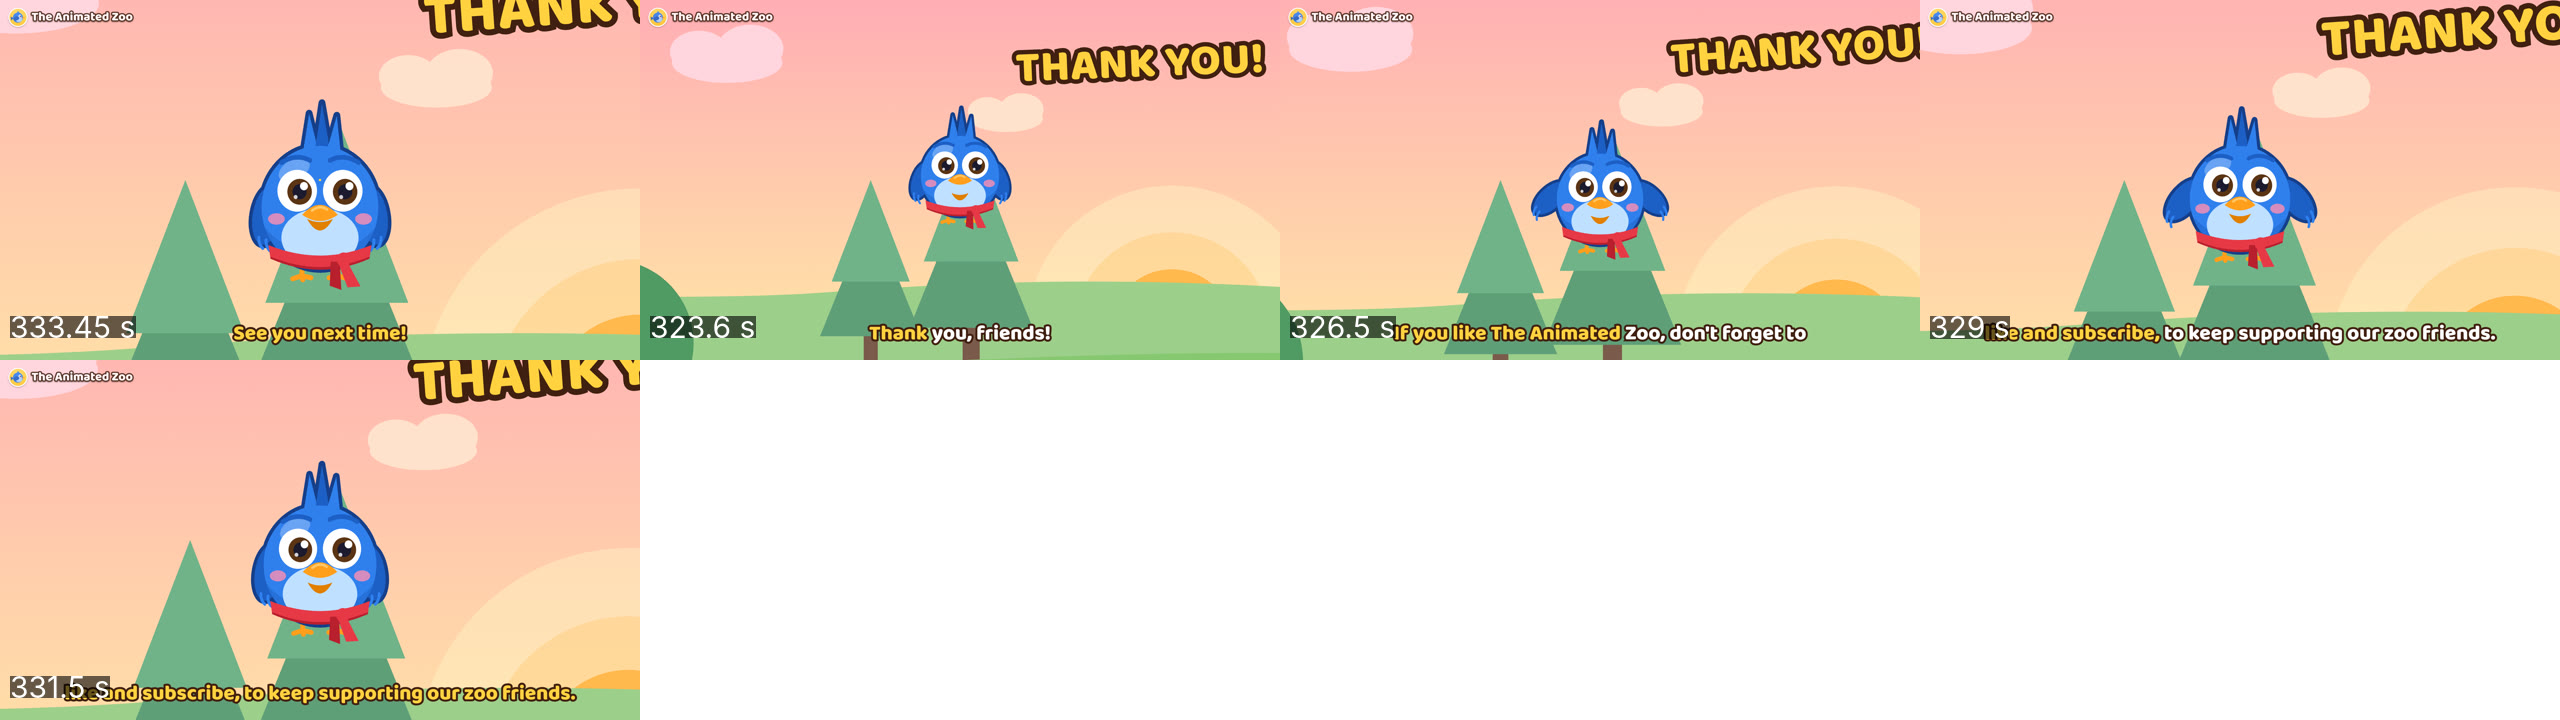 The Animated Zoo
THANK Y
333.45 s
See you next time!
The Animated Zoo
THANK YOU!
323.6 s
Thank you, friends!
The Animated Zoo
THANK YOU!
326.5 s
If you like The Animated Zoo, don't forget to
The Animated Zoo
THANK YO
329 s
like and subscribe, to keep supporting our zoo friends.
The Animated Zoo
THANK Y
331.5 s
like and subscribe, to keep supporting our zoo friends.